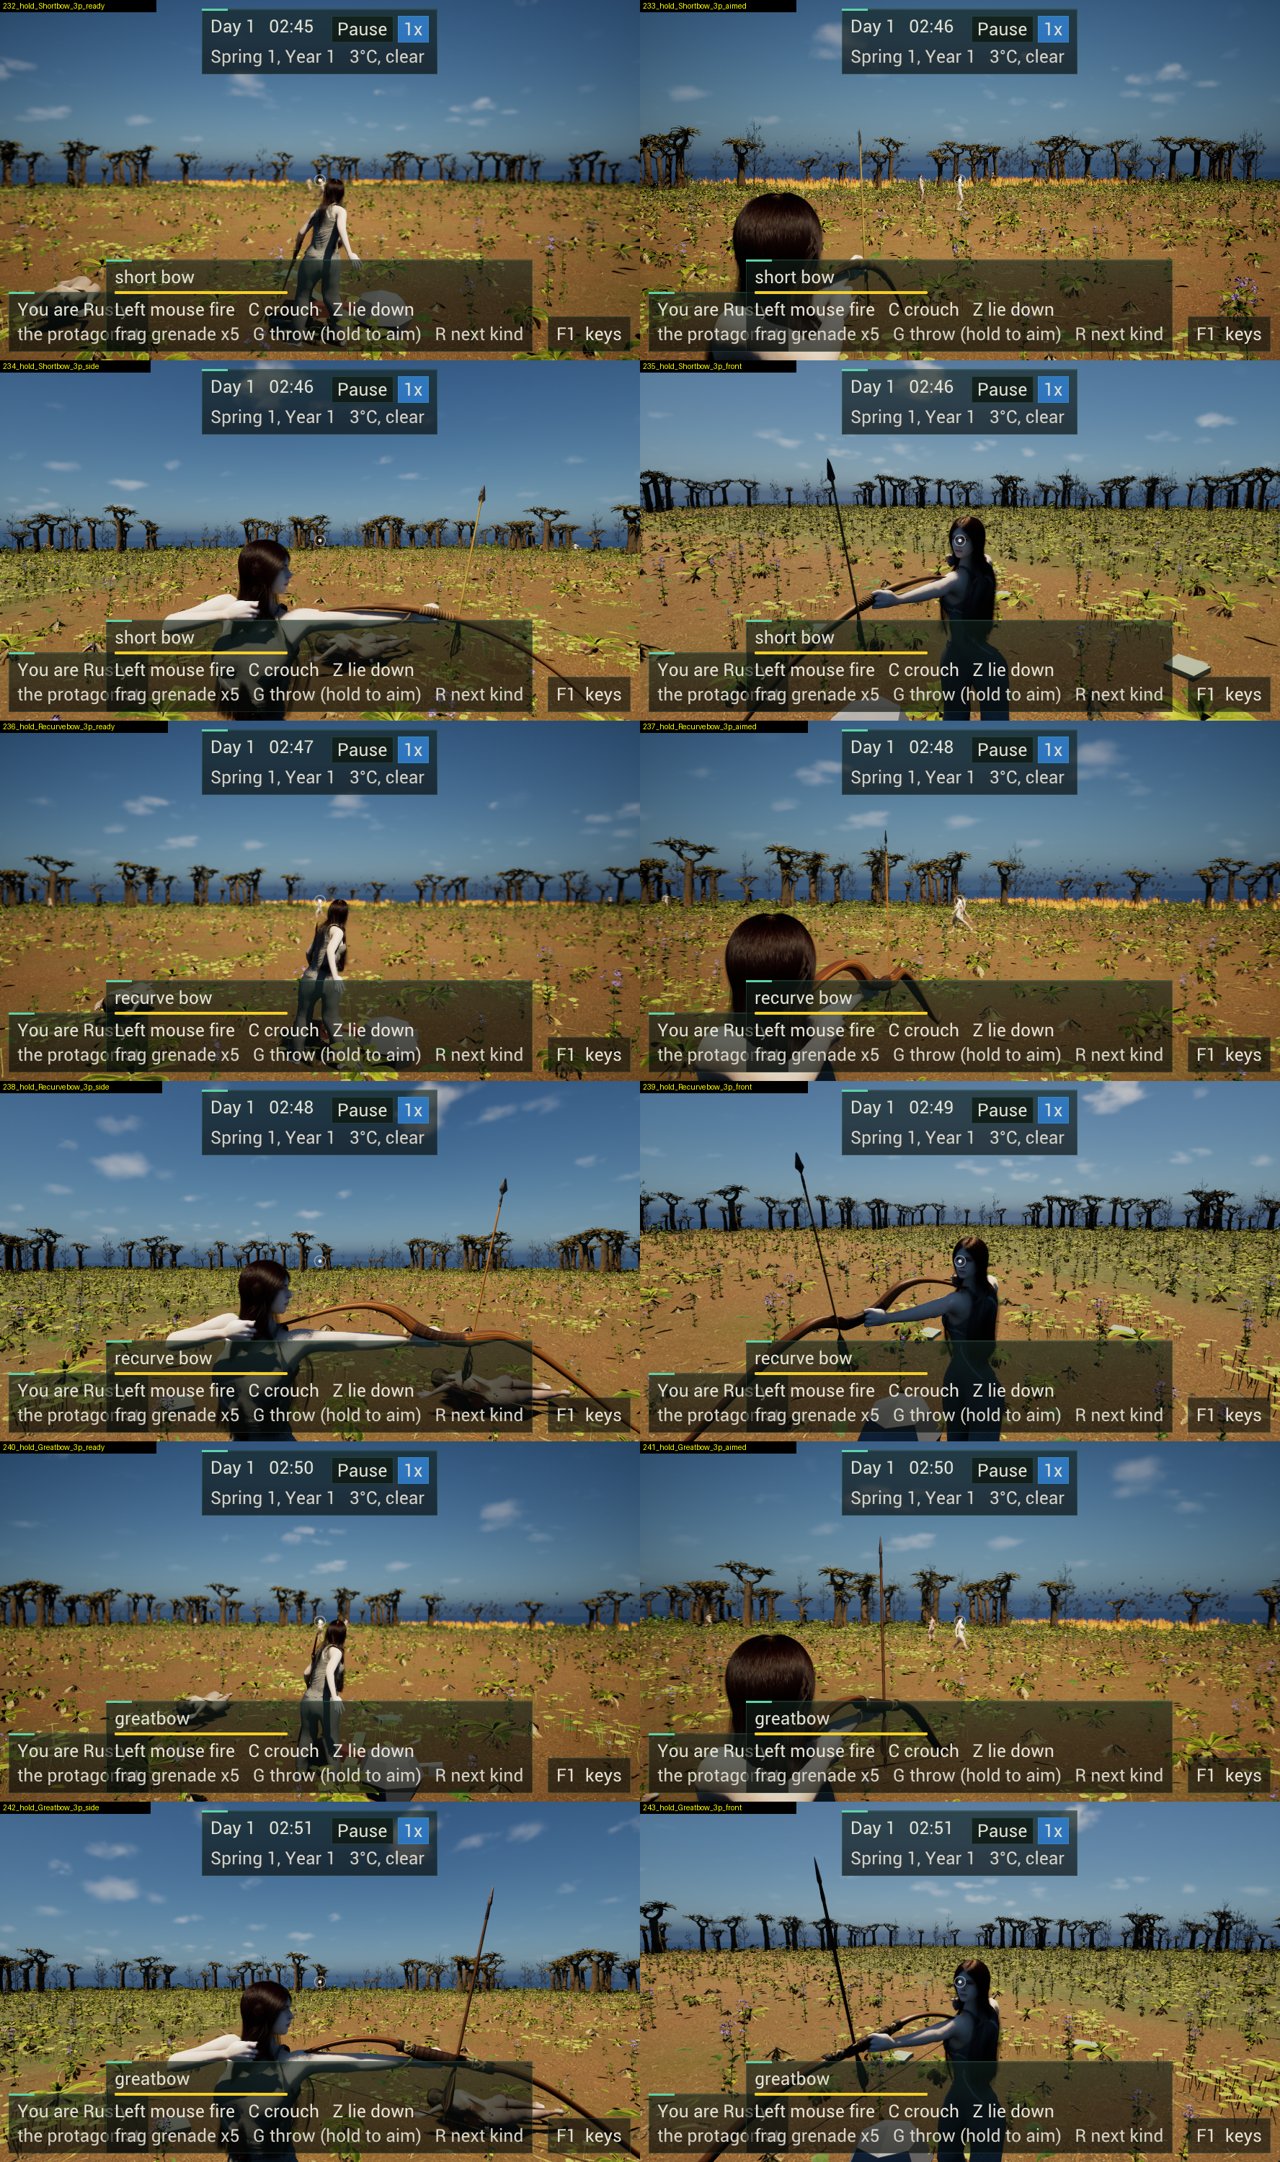 232_hold_Shortbow_3p_ready
Day 1 02:45 Pause 1x
Spring 1, Year 1 3°C, clear
short bow
You are Rus Left mouse fire C crouch Z lie down
the protago frag grenade x5 G throw (hold to aim) R next kind F1 keys
233_hold_Shortbow_3p_aimed
Day 1 02:46 Pause 1x
Spring 1, Year 1 3°C, clear
short bow
You are Rus Left mouse fire C crouch Z lie down
the protago frag grenade x5 G throw (hold to aim) R next kind F1 keys
234_hold_Shortbow_3p_side
Day 1 02:46 Pause 1x
Spring 1, Year 1 3°C, clear
short bow
You are Rus Left mouse fire C crouch Z lie down
the protago frag grenade x5 G throw (hold to aim) R next kind F1 keys
235_hold_Shortbow_3p_front
Day 1 02:46 Pause 1x
Spring 1, Year 1 3°C, clear
short bow
You are Rus Left mouse fire C crouch Z lie down
the protago frag grenade x5 G throw (hold to aim) R next kind F1 keys
236_hold_Recurvebow_3p_ready
Day 1 02:47 Pause 1x
Spring 1, Year 1 3°C, clear
recurve bow
You are Rus Left mouse fire C crouch Z lie down
the protago frag grenade x5 G throw (hold to aim) R next kind F1 keys
237_hold_Recurvebow_3p_aimed
Day 1 02:48 Pause 1x
Spring 1, Year 1 3°C, clear
recurve bow
You are Rus Left mouse fire C crouch Z lie down
the protago frag grenade x5 G throw (hold to aim) R next kind F1 keys
238_hold_Recurvebow_3p_side
Day 1 02:48 Pause 1x
Spring 1, Year 1 3°C, clear
recurve bow
You are Rus Left mouse fire C crouch Z lie down
the protago frag grenade x5 G throw (hold to aim) R next kind F1 keys
239_hold_Recurvebow_3p_front
Day 1 02:49 Pause 1x
Spring 1, Year 1 3°C, clear
recurve bow
You are Rus Left mouse fire C crouch Z lie down
the protago frag grenade x5 G throw (hold to aim) R next kind F1 keys
240_hold_Greatbow_3p_ready
Day 1 02:50 Pause 1x
Spring 1, Year 1 3°C, clear
greatbow
You are Rus Left mouse fire C crouch Z lie down
the protago frag grenade x5 G throw (hold to aim) R next kind F1 keys
241_hold_Greatbow_3p_aimed
Day 1 02:50 Pause 1x
Spring 1, Year 1 3°C, clear
greatbow
You are Rus Left mouse fire C crouch Z lie down
the protago frag grenade x5 G throw (hold to aim) R next kind F1 keys
242_hold_Greatbow_3p_side
Day 1 02:51 Pause 1x
Spring 1, Year 1 3°C, clear
greatbow
You are Rus Left mouse fire C crouch Z lie down
the protago frag grenade x5 G throw (hold to aim) R next kind F1 keys
243_hold_Greatbow_3p_front
Day 1 02:51 Pause 1x
Spring 1, Year 1 3°C, clear
greatbow
You are Rus Left mouse fire C crouch Z lie down
the protago frag grenade x5 G throw (hold to aim) R next kind F1 keys